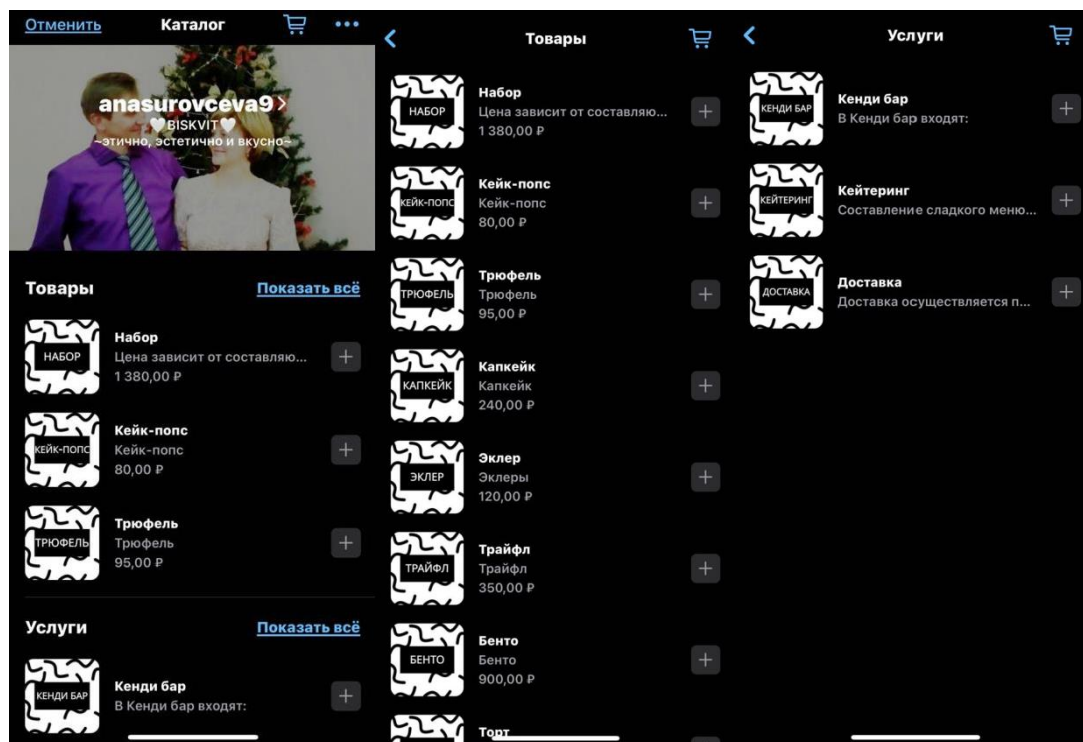 Отменить Каталог
anasurovceva9>
🤍BISKVIT🤍
~этично, эстетично и вкусно~
Товары Показать всё
НАБОР
Набор
Цена зависит от составляю...
1 380,00 ₽
КЕЙК-ПОПС
Кейк-попс
Кейк-попс
80,00 ₽
ТРЮФЕЛЬ
Трюфель
Трюфель
95,00 ₽
Услуги Показать всё
КЕНДИ БАР
Кенди бар
В Кенди бар входят:
Товары
НАБОР
Набор
Цена зависит от составляю...
1 380,00 ₽
КЕЙК-ПОПС
Кейк-попс
Кейк-попс
80,00 ₽
ТРЮФЕЛЬ
Трюфель
Трюфель
95,00 ₽
КАПКЕЙК
Капкейк
Капкейк
240,00 ₽
ЭКЛЕР
Эклер
Эклеры
120,00 ₽
ТРАЙФЛ
Трайфл
Трайфл
350,00 ₽
БЕНТО
Бенто
Бенто
900,00 ₽
Торт
Услуги
КЕНДИ БАР
Кенди бар
В Кенди бар входят:
КЕЙТЕРИНГ
Кейтеринг
Составление сладкого меню...
ДОСТАВКА
Доставка
Доставка осуществляется п...